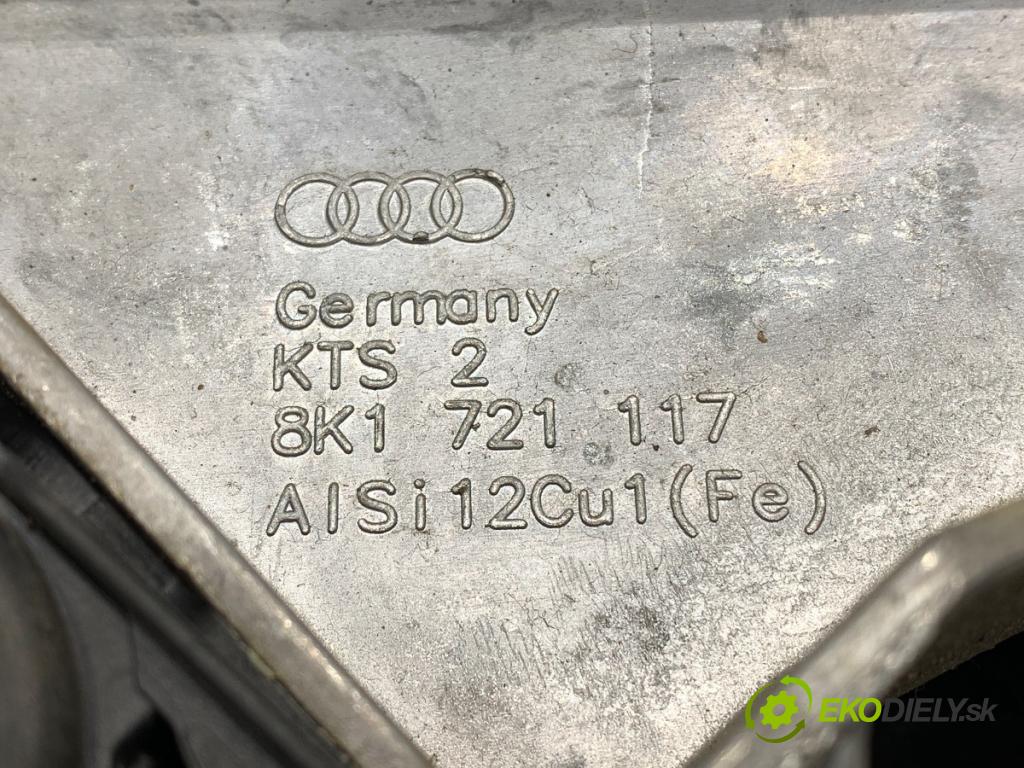 Germany
KTS 2
8K1 721 117
AlSi12Cu1(Fe)
EKODIELY.sk